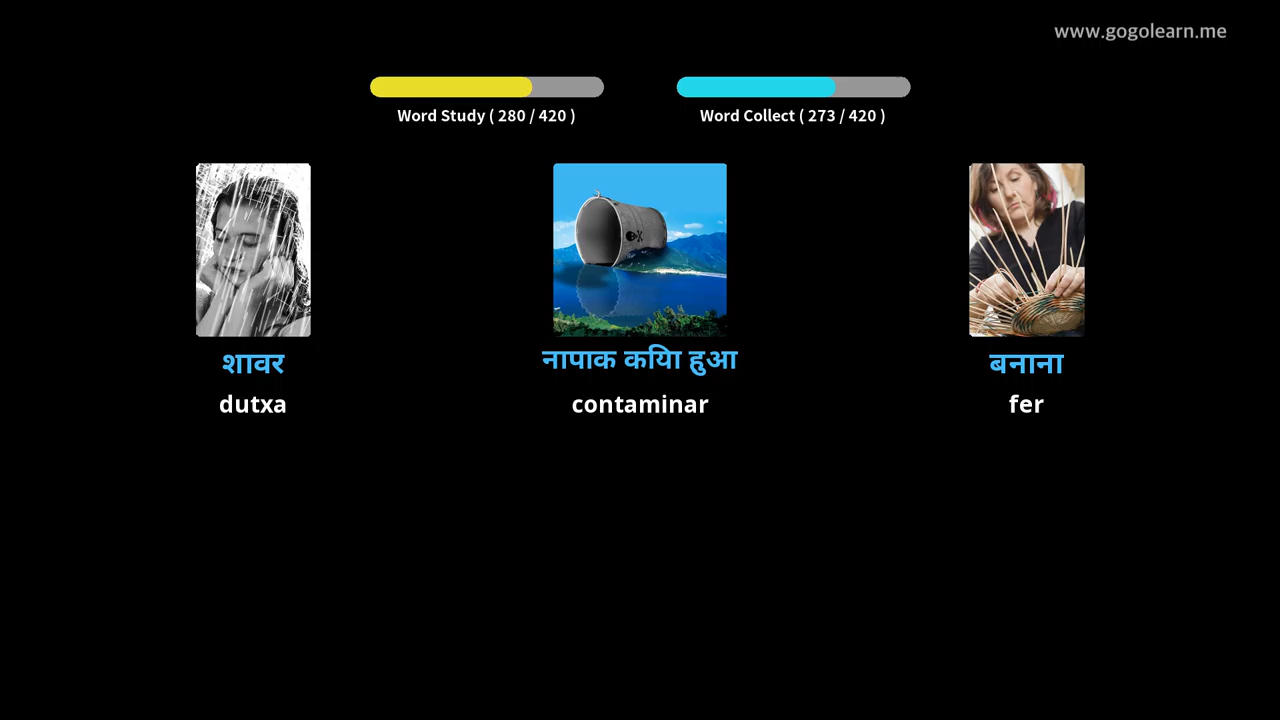 www.gogolearn.me
Word Study ( 280 / 420 )
Word Collect ( 273 / 420 )
शावर
नापाक कयिा हुआ
बनाना
dutxa
contaminar
fer